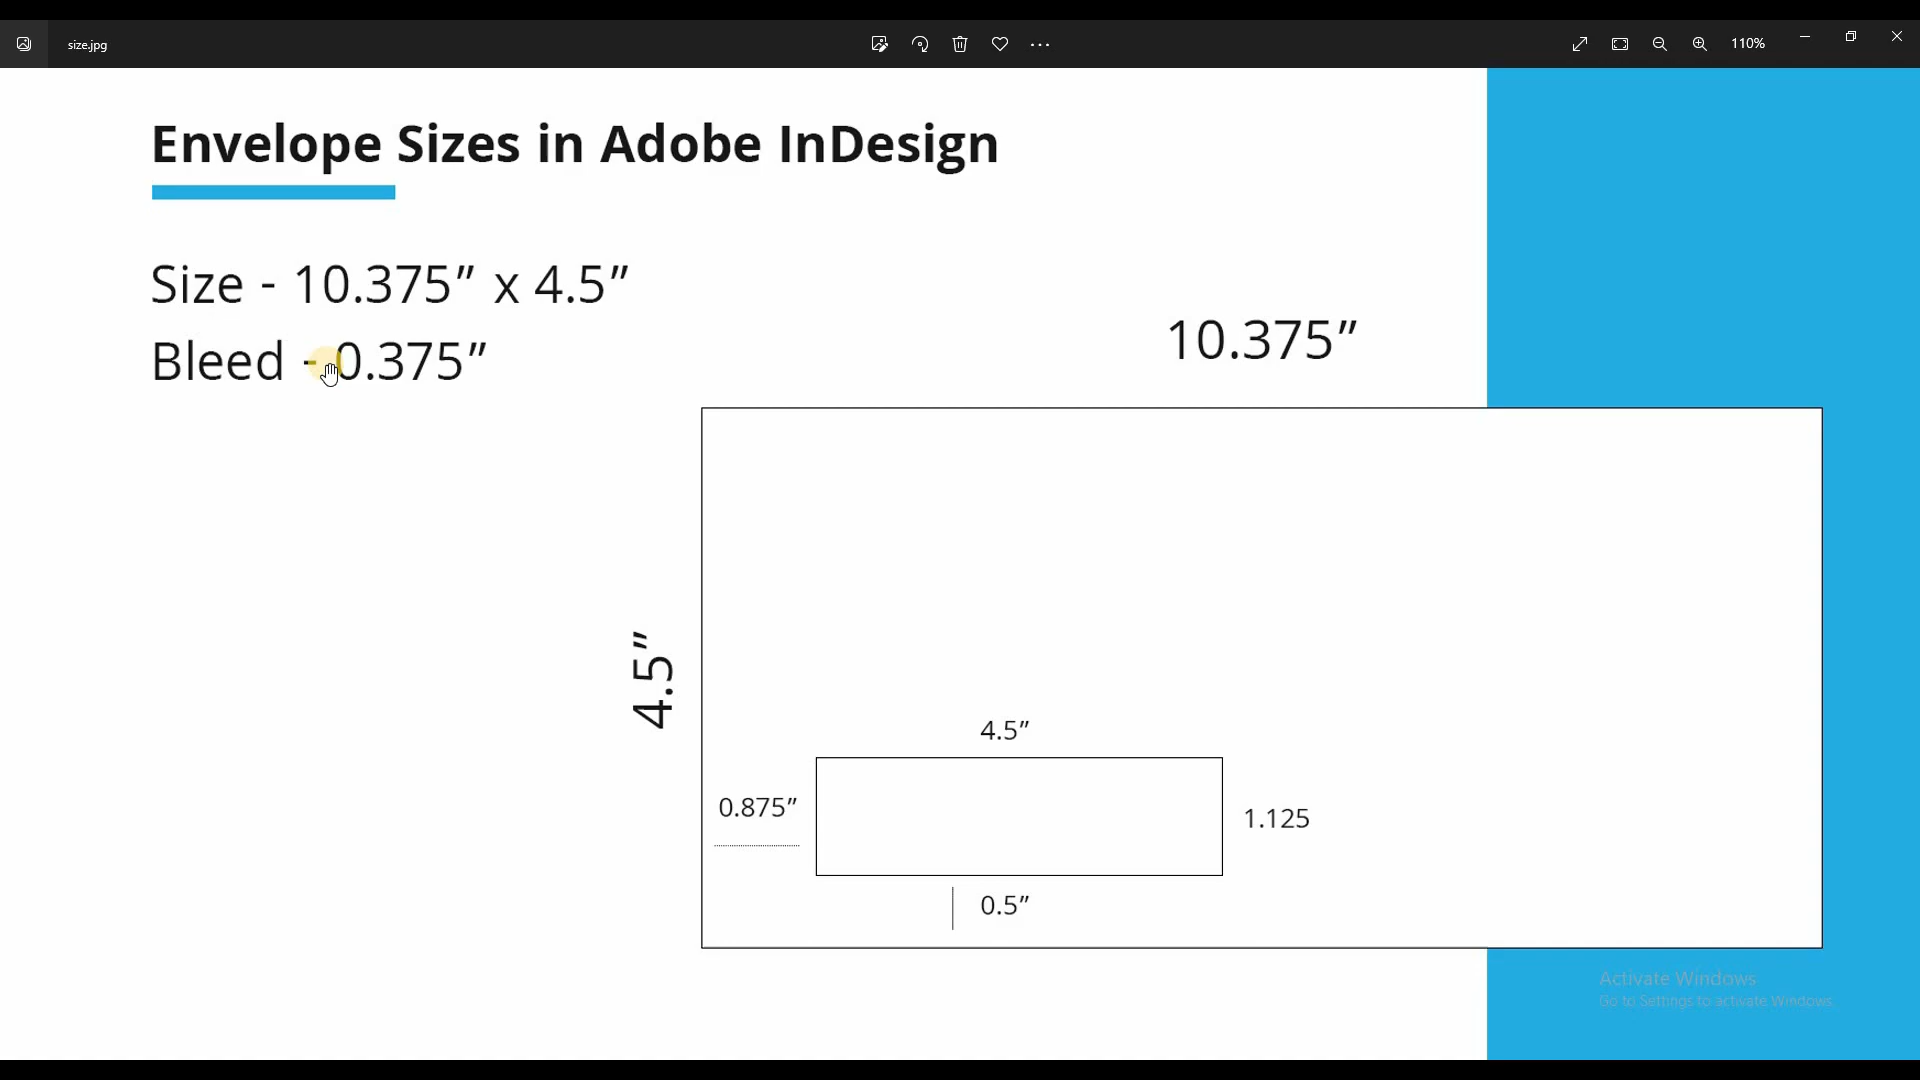 size.jpg
110%
Envelope Sizes in Adobe InDesign
Size - 10.375” x 4.5”
Bleed - 0.375”
10.375”
4.5”
4.5”
0.875”
1.125
0.5”
Activate Windows
Go to Settings to activate Windows.